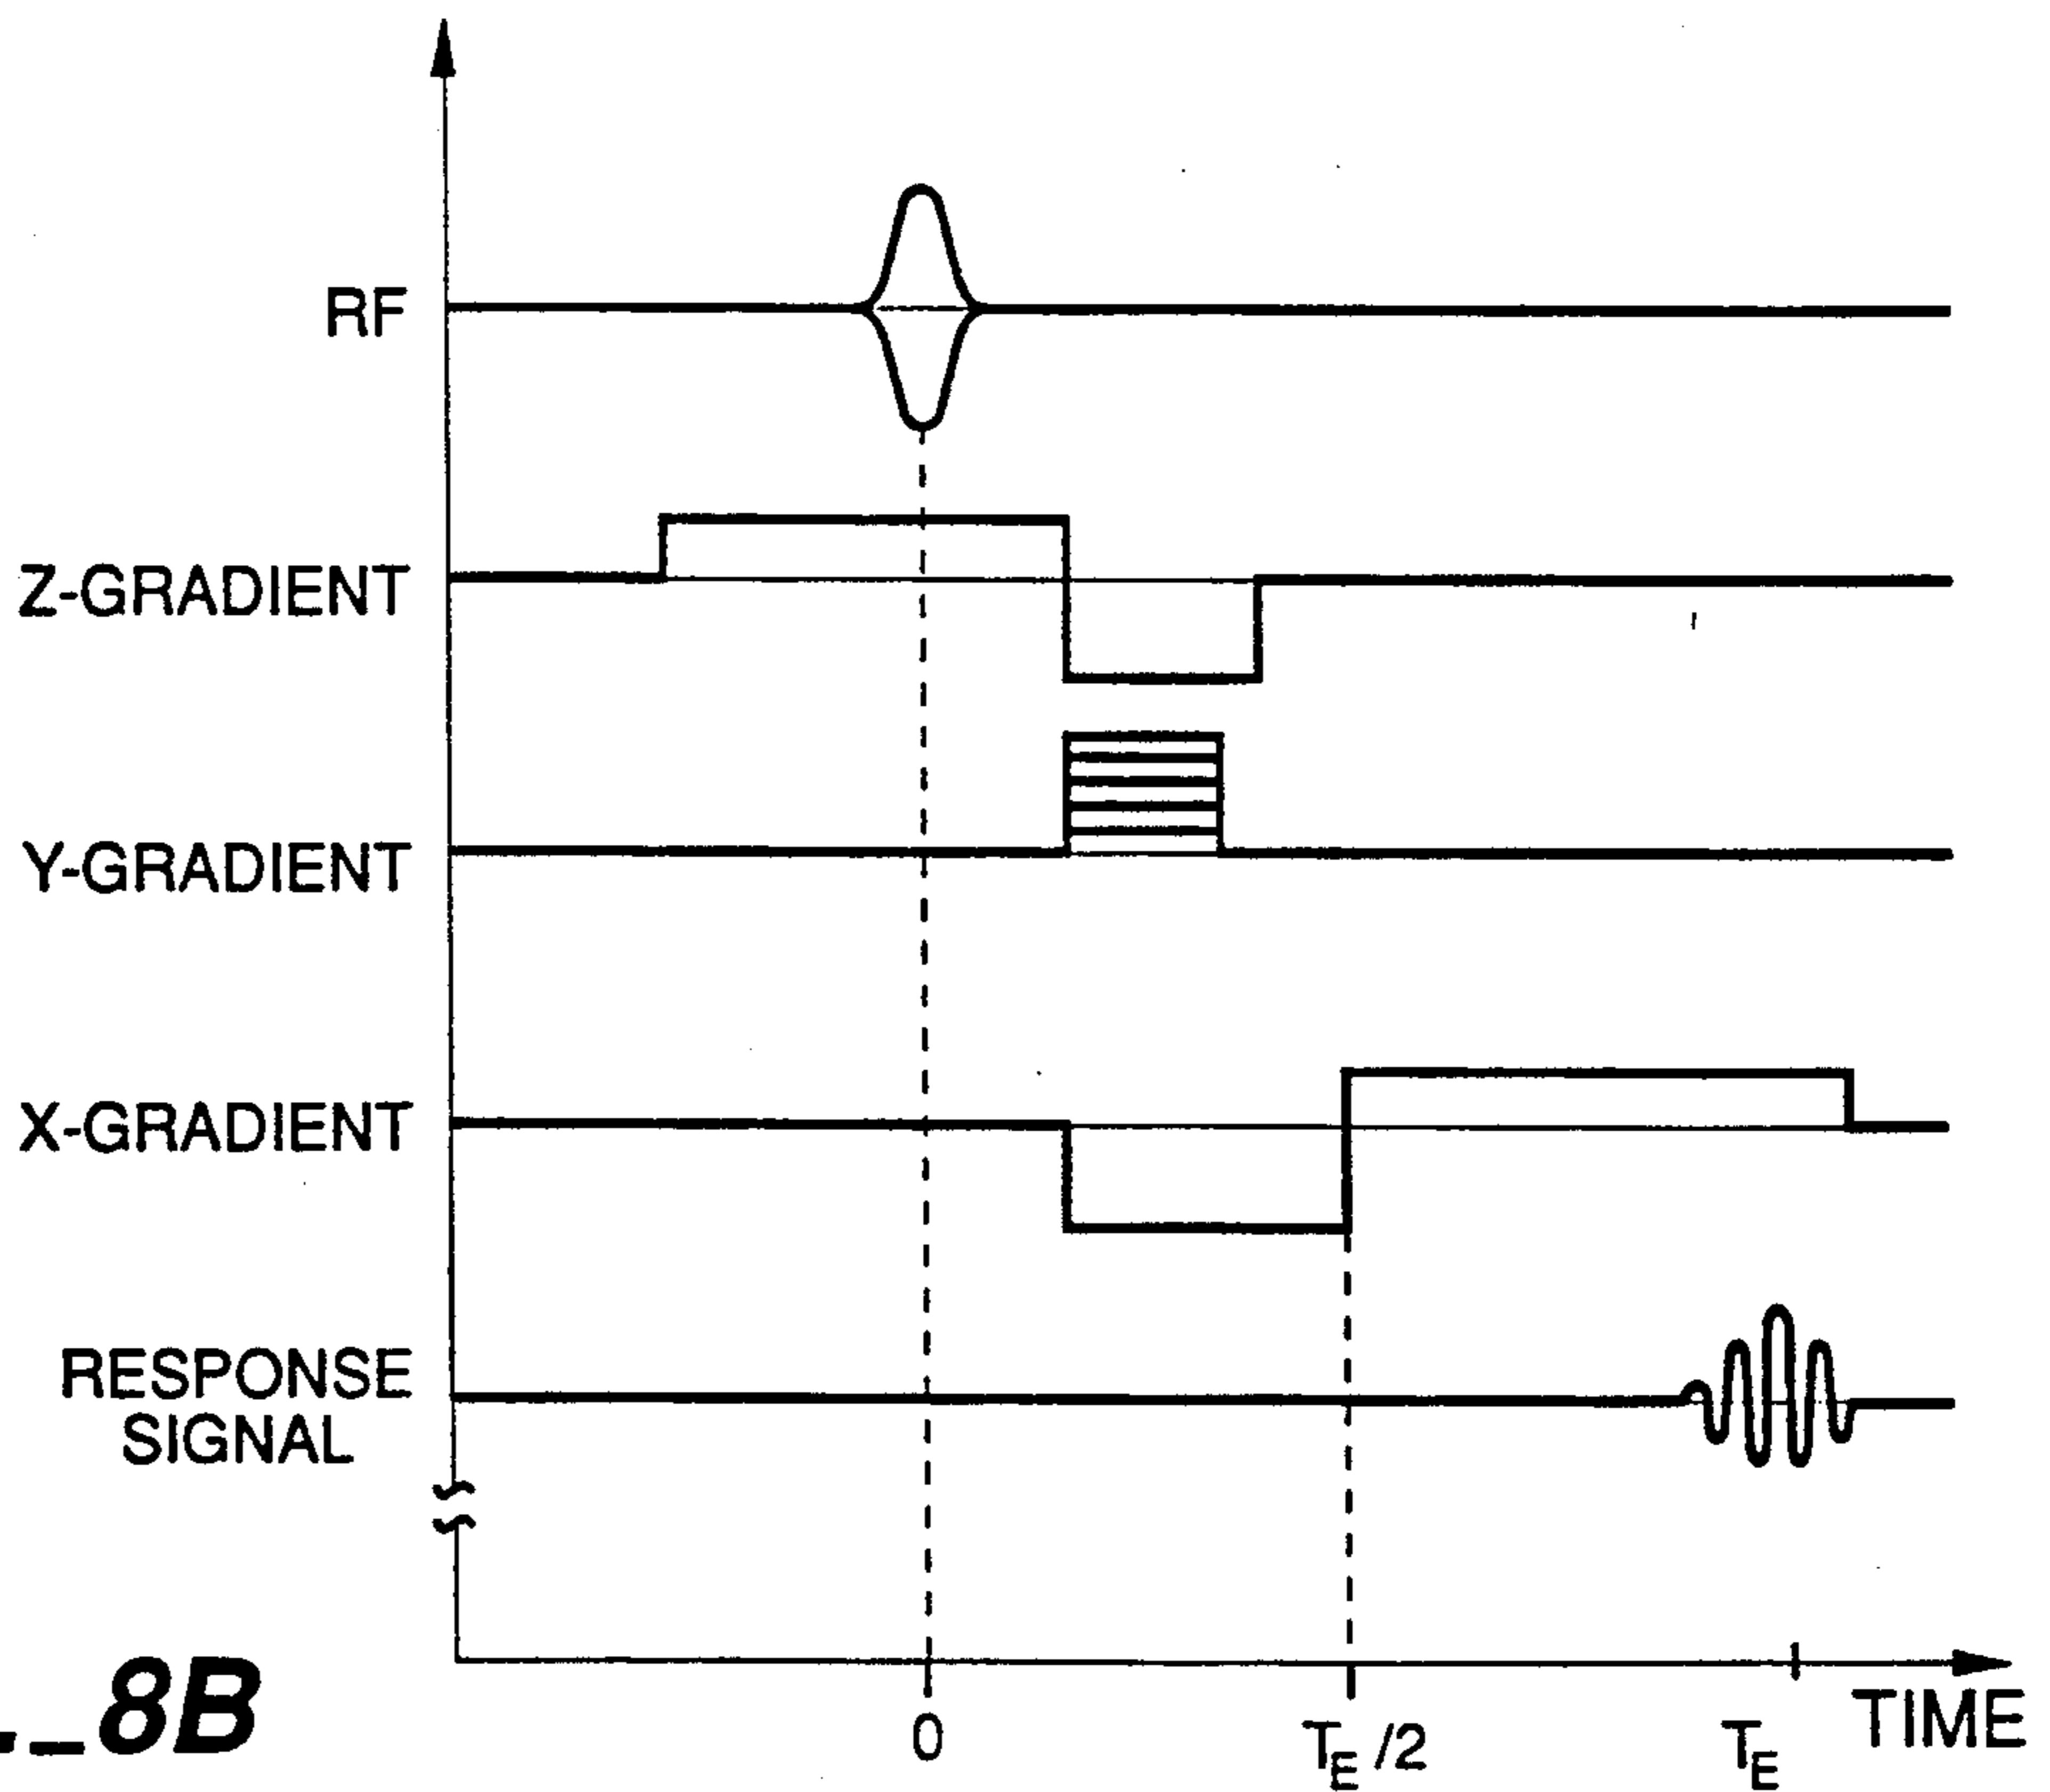 RF
Z-GRADIENT
Y-GRADIENT
X-GRADIENT
RESPONSE
SIGNAL
0
TE/2
TE
TIME
8B